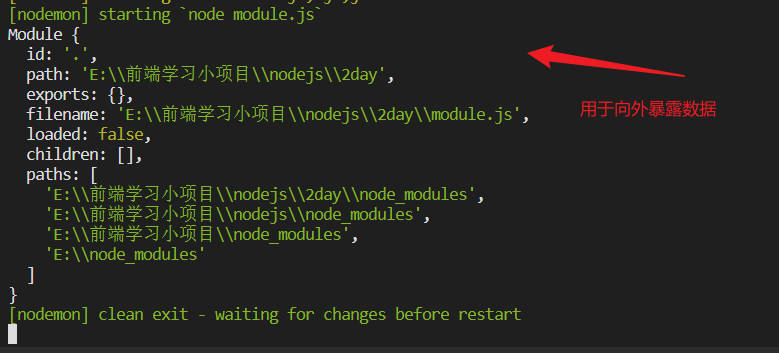 [nodemon] starting `node module.js`
Module {
  id: '.',
  path: 'E:\\前端学习小项目\\nodejs\\2day',
  exports: {},
  filename: 'E:\\前端学习小项目\\nodejs\\2day\\module.js',
  loaded: false,
  children: [],
  paths: [
    'E:\\前端学习小项目\\nodejs\\2day\\node_modules',
    'E:\\前端学习小项目\\nodejs\\node_modules',
    'E:\\前端学习小项目\\node_modules',
    'E:\\node_modules'
  ]
}
[nodemon] clean exit - waiting for changes before restart
用于向外暴露数据